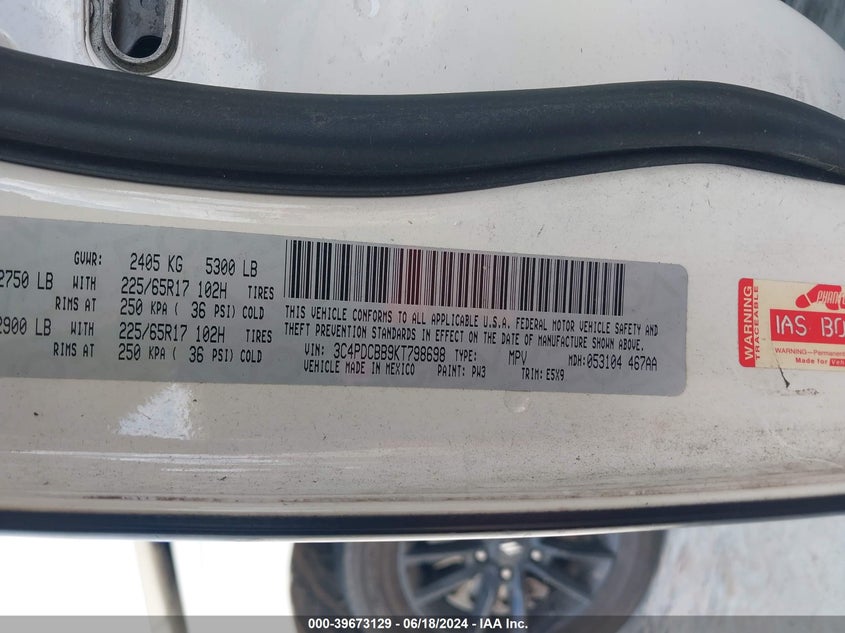 GVWR: 2405 KG 5300 LB
2750 LB WITH 225/65R17 102H TIRES
RIMS AT 250 KPA ( 36 PSI) COLD
2900 LB WITH 225/65R17 102H TIRES
RIMS AT 250 KPA ( 36 PSI) COLD
THIS VEHICLE CONFORMS TO ALL APPLICABLE U.S.A. FEDERAL MOTOR VEHICLE SAFETY AND
THEFT PREVENTION STANDARDS IN EFFECT ON THE DATE OF MANUFACTURE SHOWN ABOVE.
VIN: 3C4PDCBB9KT798698 TYPE: MPV MDH: 053104 467AA
VEHICLE MADE IN MEXICO PAINT: PW3 TRIM: E5X9
WARNING
TRACEABLE
IAS
WARNING—Permanent
Made for
000-39673129 | 06/18/2024 | IAA Inc.